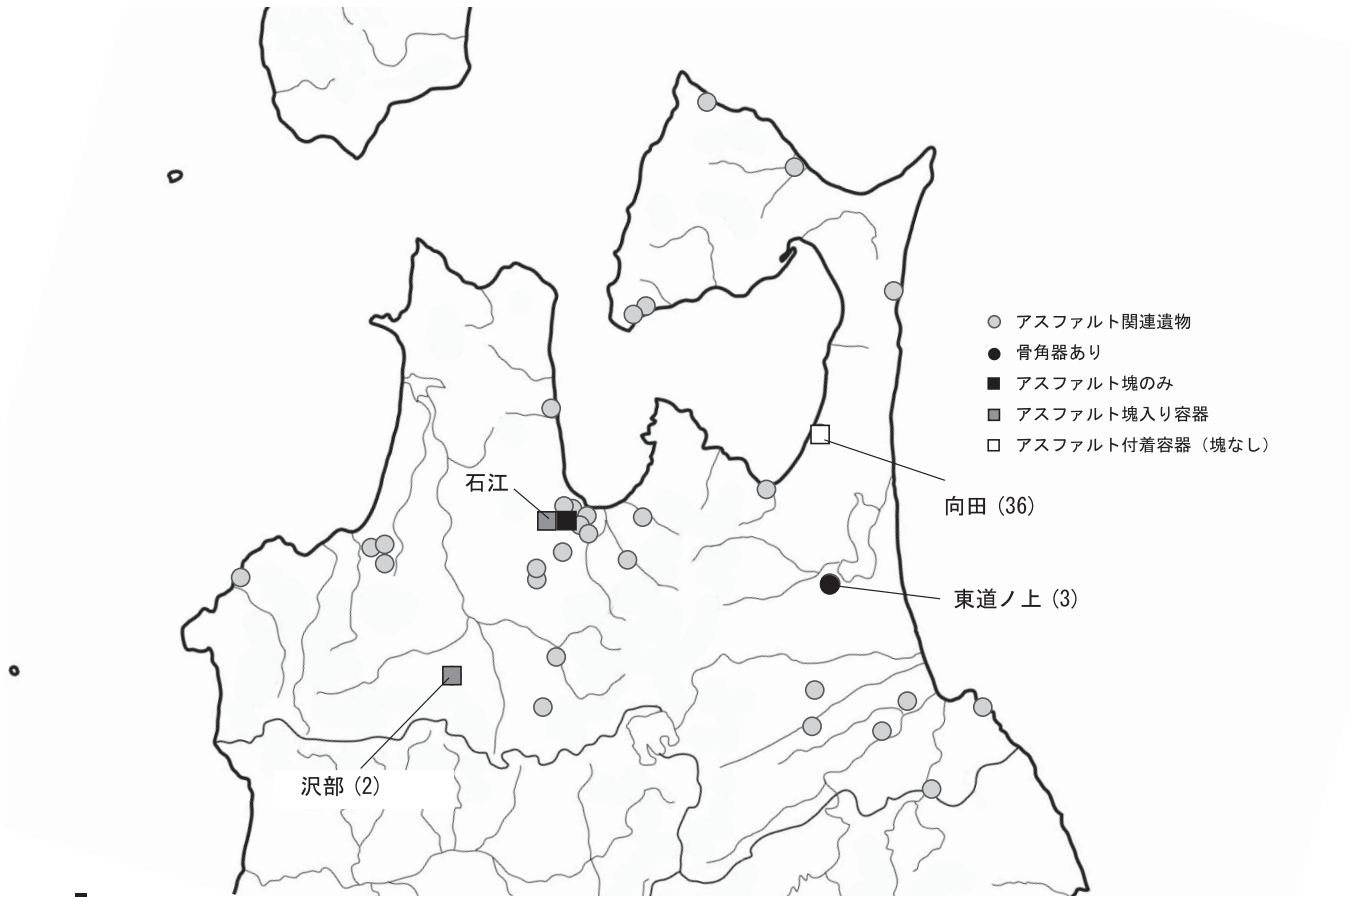 アスファルト関連遺物
骨角器あり
アスファルト塊のみ
アスファルト塊入り容器
アスファルト付着容器（塊なし）
石江
向田 (36)
東道ノ上 (3)
沢部 (2)